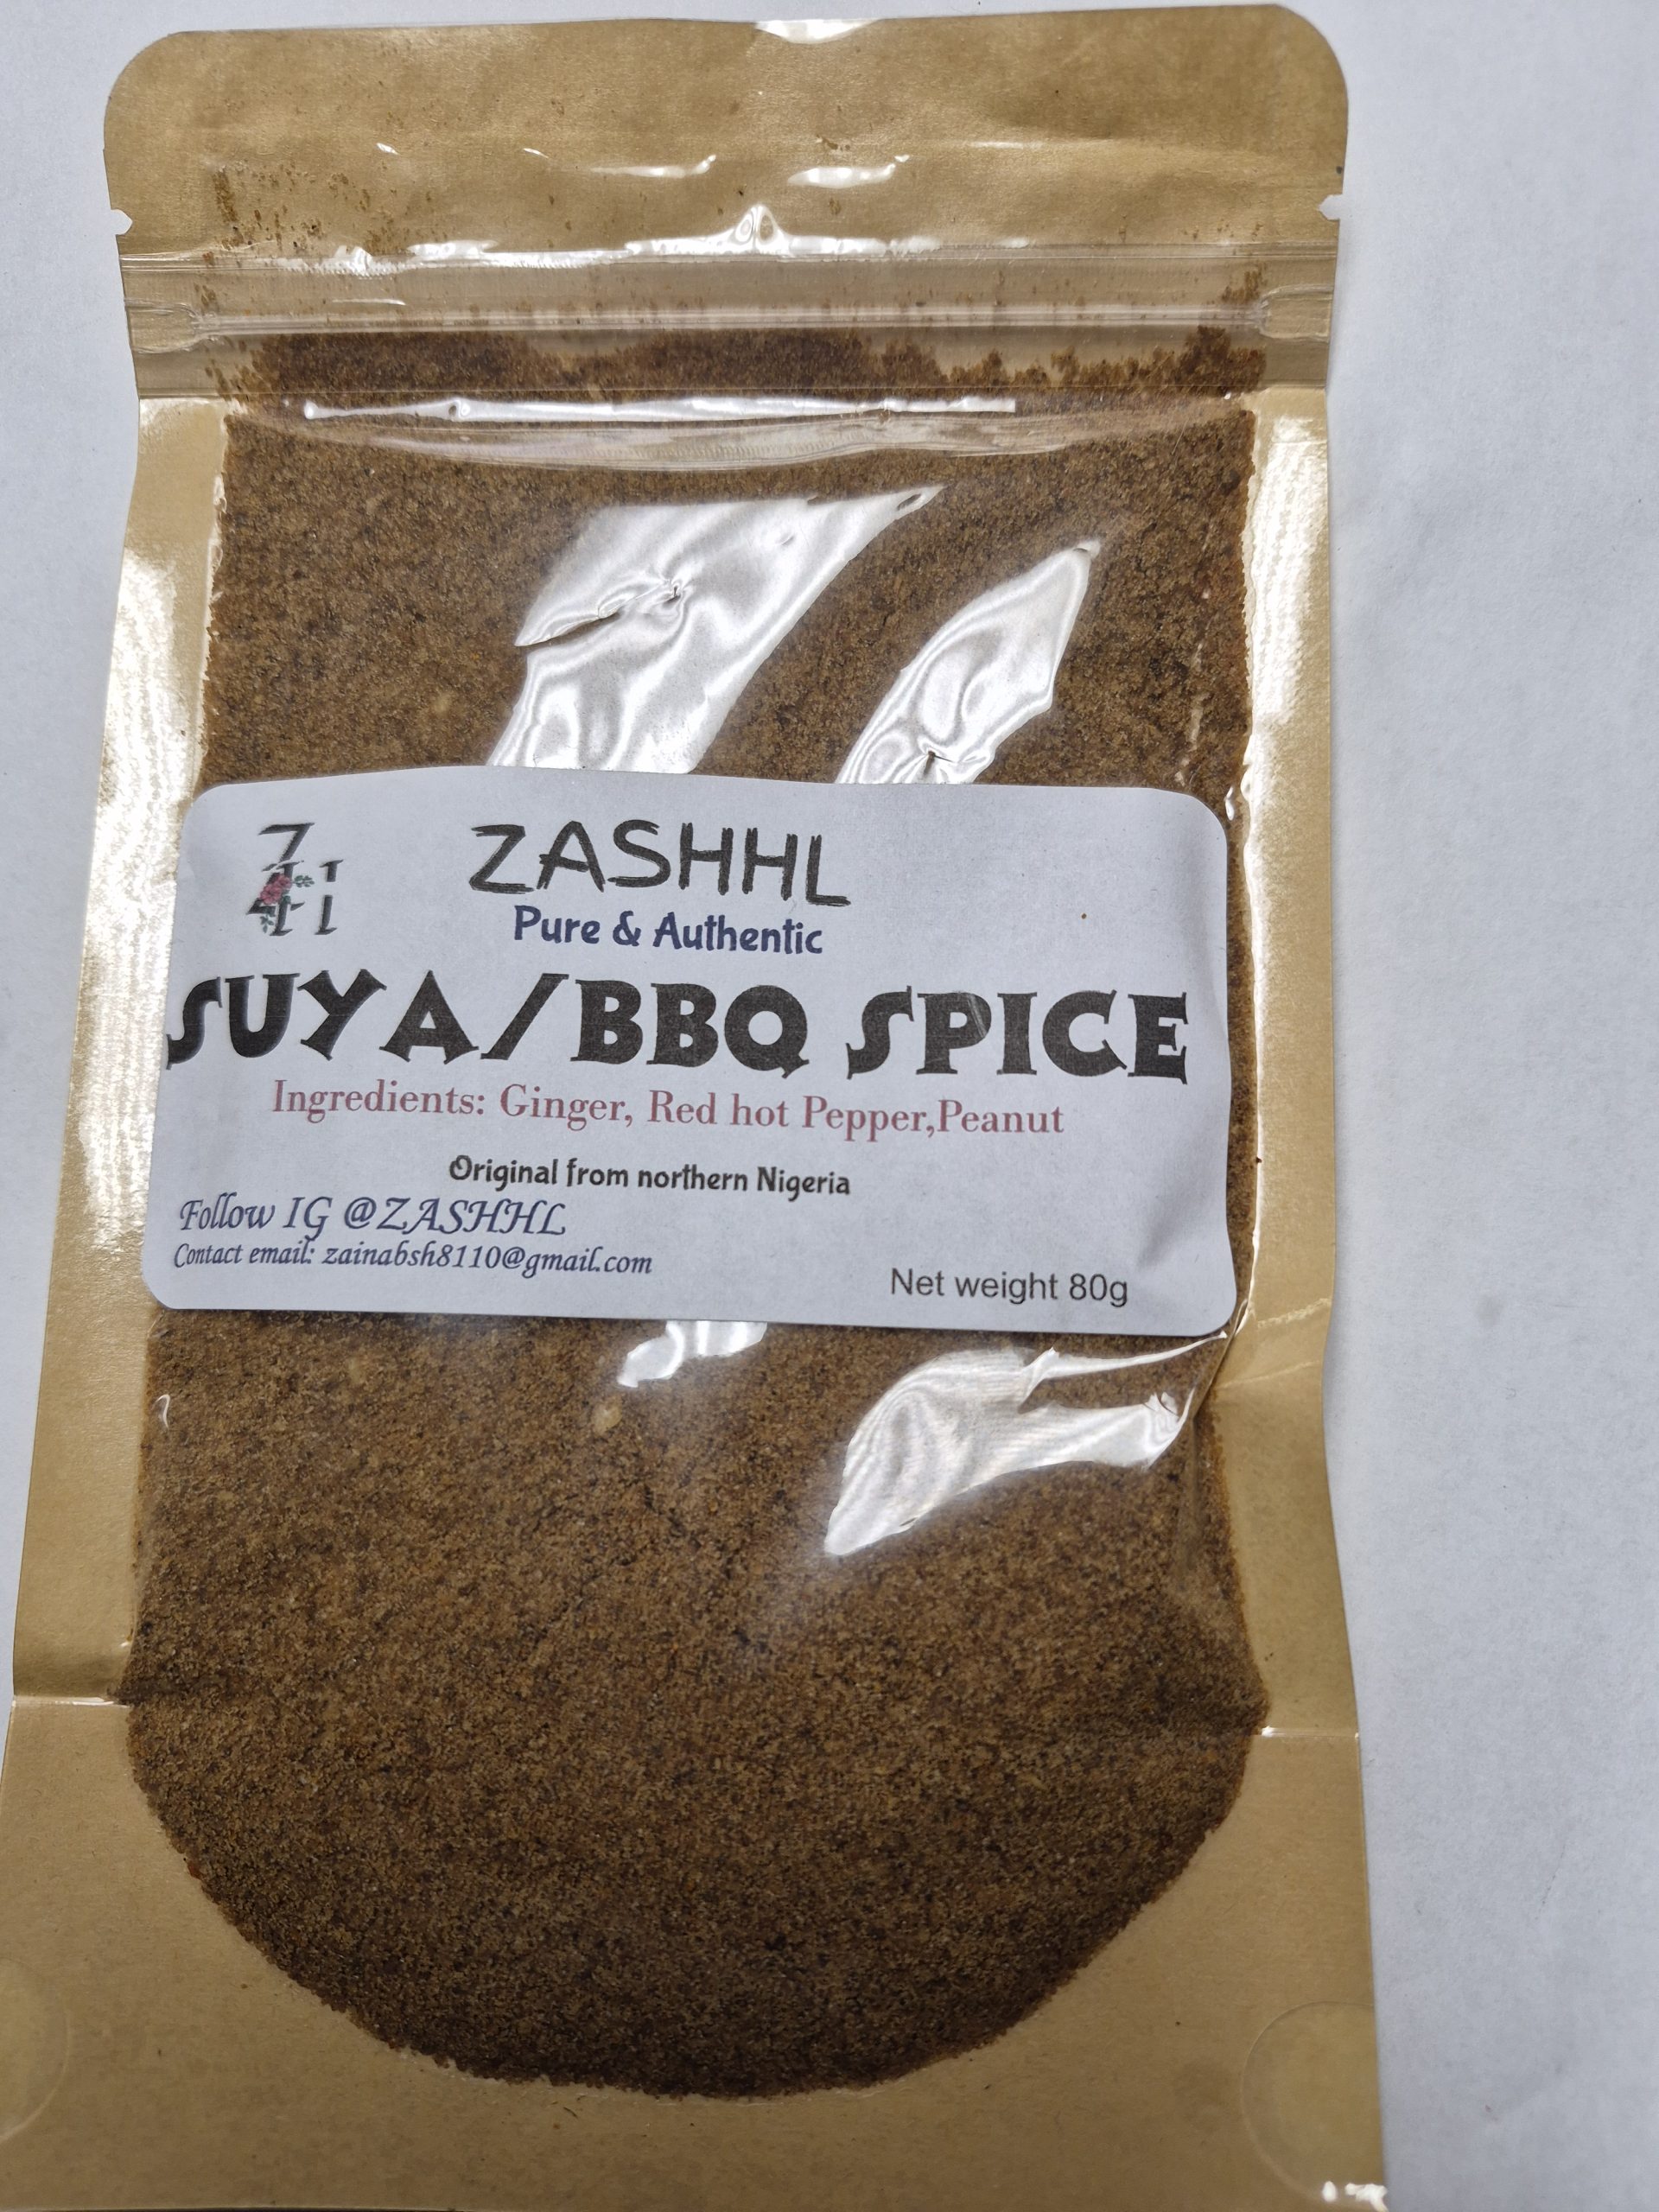 ZASHHL
Pure & Authentic
SUYA/BBQ SPICE
Ingredients: Ginger, Red hot Pepper,Peanut
Original from northern Nigeria
Follow IG @ZASHHL
Contact email: zainabsh8110@gmail.com
Net weight 80g